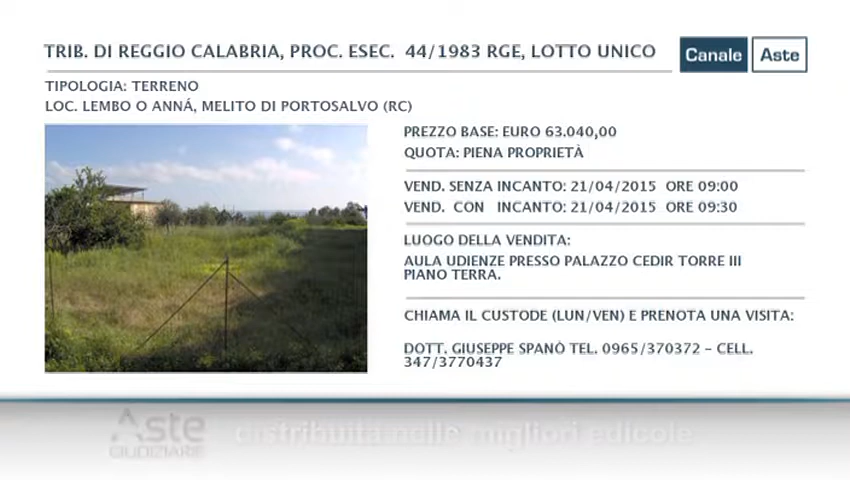 TRIB. DI REGGIO CALABRIA, PROC. ESEC. 44/1983 RGE, LOTTO UNICO
Canale Aste
TIPOLOGIA: TERRENO
LOC. LEMBO O ANNÁ, MELITO DI PORTOSALVO (RC)
PREZZO BASE: EURO 63.040,00
QUOTA: PIENA PROPRIETÀ
VEND. SENZA INCANTO: 21/04/2015 ORE 09:00
VEND. CON INCANTO: 21/04/2015 ORE 09:30
LUOGO DELLA VENDITA:
AULA UDIENZE PRESSO PALAZZO CEDIR TORRE III
PIANO TERRA.
CHIAMA IL CUSTODE (LUN/VEN) E PRENOTA UNA VISITA:
DOTT. GIUSEPPE SPANÒ TEL. 0965/370372 – CELL.
347/3770437
Aste
GIUDIZIARIE
distribuita nelle migliori edicole